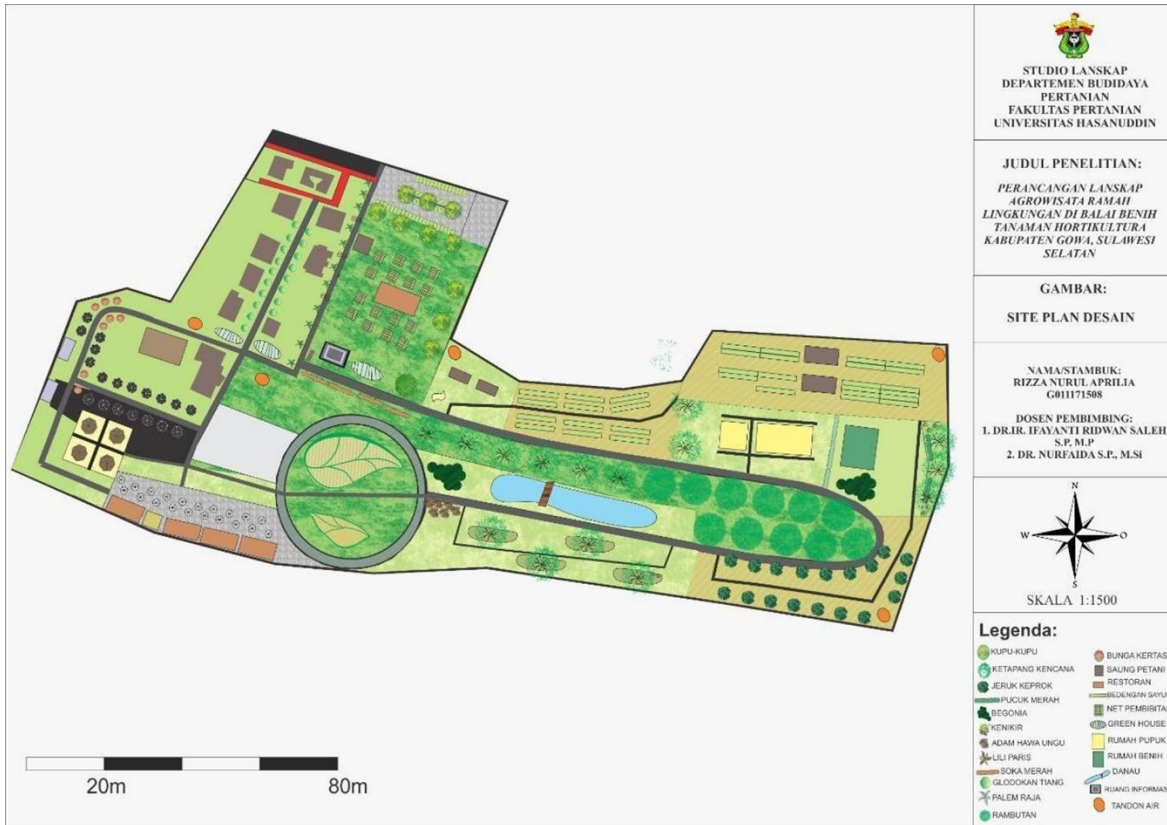 STUDIO LANSKAP
DEPARTEMEN BUDIDAYA
PERTANIAN
FAKULTAS PERTANIAN
UNIVERSITAS HASANUDDIN
JUDUL PENELITIAN:
PERANCANGAN LANSKAP
AGROWISATA RAMAH
LINGKUNGAN DI BALAI BENIH
TANAMAN HORTIKULTURA
KABUPATEN GOWA, SULAWESI
SELATAN
GAMBAR:
SITE PLAN DESAIN
NAMA/STAMBUK:
RIZZA NURUL APRILIA
G011171508
DOSEN PEMBIMBING:
1. DR.IR. IFAYANTI RIDWAN SALEH
S.P, M.P
2. DR. NURFAIDA S.P., M.Si
N
W O
S
SKALA 1:1500
Legenda:
KUPU-KUPU
KETAPANG KENCANA
JERUK KEPROK
PUCUK MERAH
BEGONIA
KENIKIR
ADAM HAWA UNGU
LILI PARIS
SOKA MERAH
GLODOKAN TIANG
PALEM RAJA
RAMBUTAN
BUNGA KERTAS
SAUNG PETANI
RESTORAN
BEDENGAN SAYU
NET PEMBIBITA
GREEN HOUSE
RUMAH PUPUK
RUMAH BENIH
DANAU
RUANG INFORMAS
TANDON AIR
20m 80m